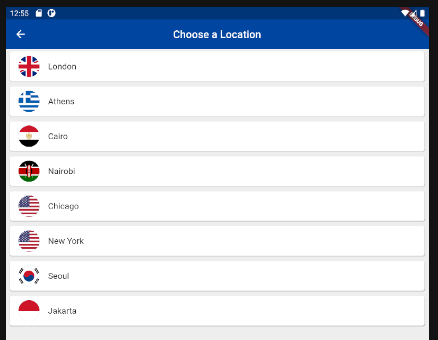 12:55
Choose a Location
London
Athens
Cairo
Nairobi
Chicago
New York
Seoul
Jakarta